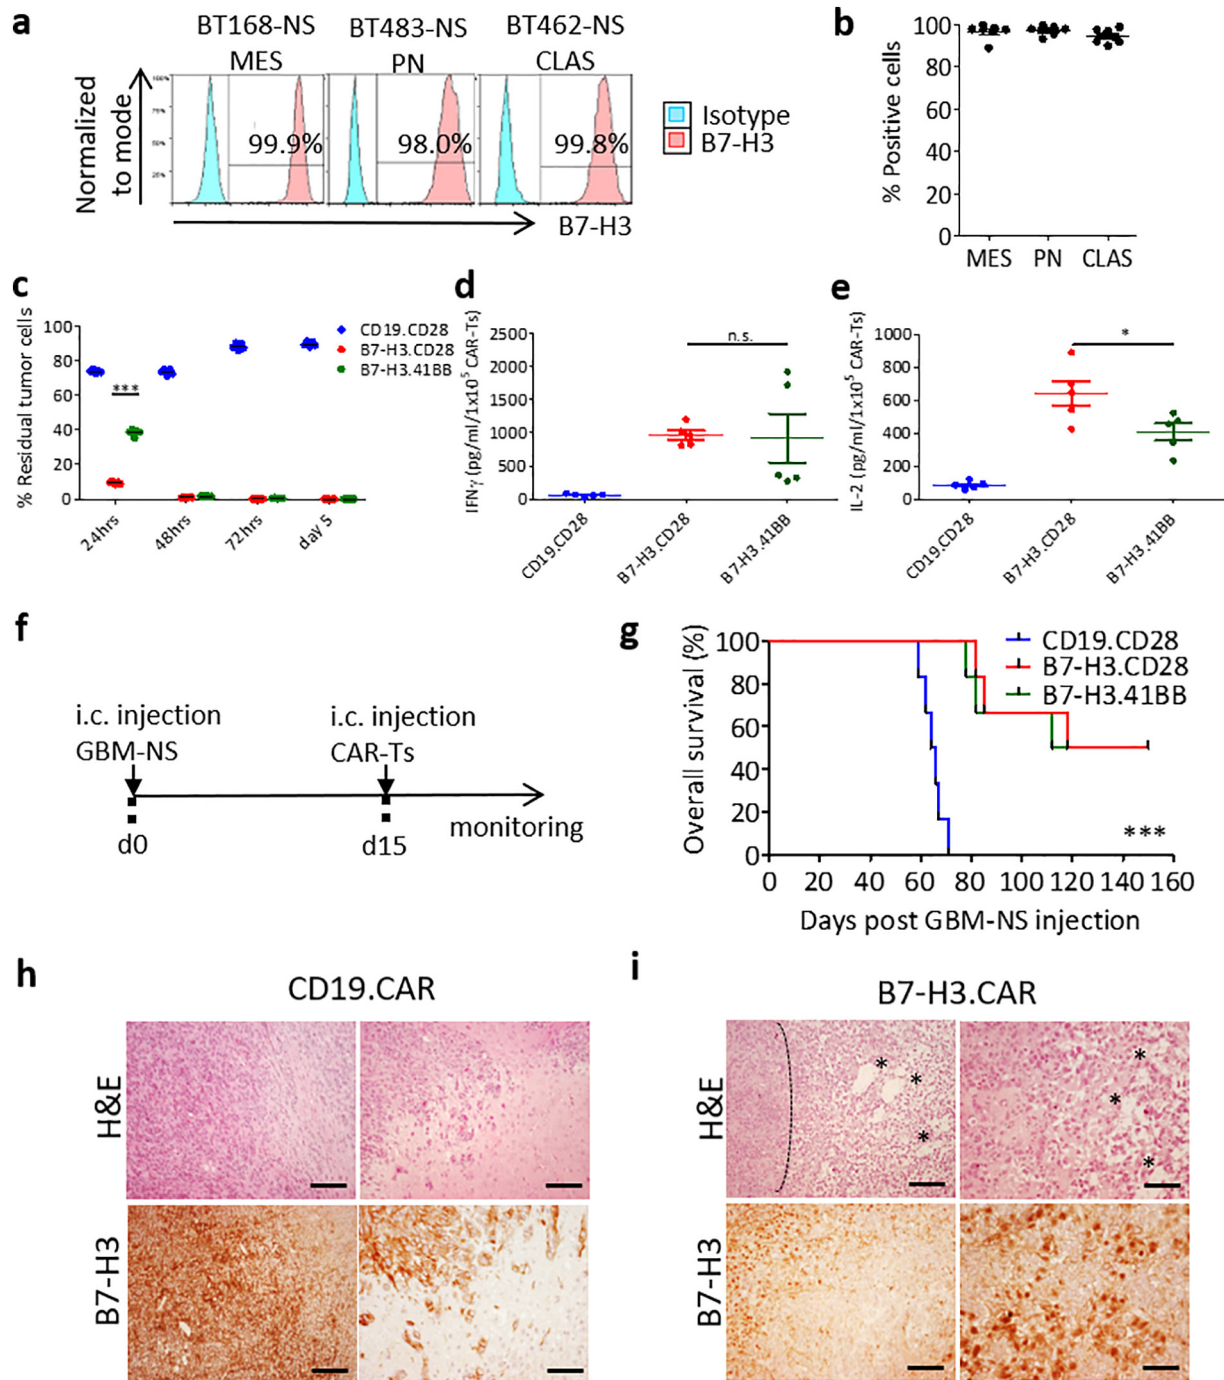 a
BT168-NS BT483-NS BT462-NS
MES PN CLAS
Normalized
to mode
100%
75%
50%
25%
99.9% 98.0% 99.8%
B7-H3
Isotype
B7-H3
b
% Positive cells
100
80
60
40
20
0
MES PN CLAS
c
% Residual tumor cells
100
80
60
40
20
0
CD19.CD28
B7-H3.CD28
B7-H3.41BB
***
24hrs 48hrs 72hrs day 5
d
IFN-γ (pg/ml/1x10⁵ CAR-Ts)
2500
2000
1500
1000
500
0
n.s.
CD19.CD28 B7-H3.CD28 B7-H3.41BB
e
IL-2 (pg/ml/1x10⁵ CAR-Ts)
1000
800
600
400
200
0
*
CD19.CD28 B7-H3.CD28 B7-H3.41BB
f
i.c. injection
GBM-NS
i.c. injection
CAR-Ts
d0
d15
monitoring
g
Overall survival (%)
100
80
60
40
20
0
CD19.CD28
B7-H3.CD28
B7-H3.41BB
***
0 20 40 60 80 100 120 140 160
Days post GBM-NS injection
h
CD19.CAR
H&E
B7-H3
i
B7-H3.CAR
H&E
* * *
* * *
B7-H3